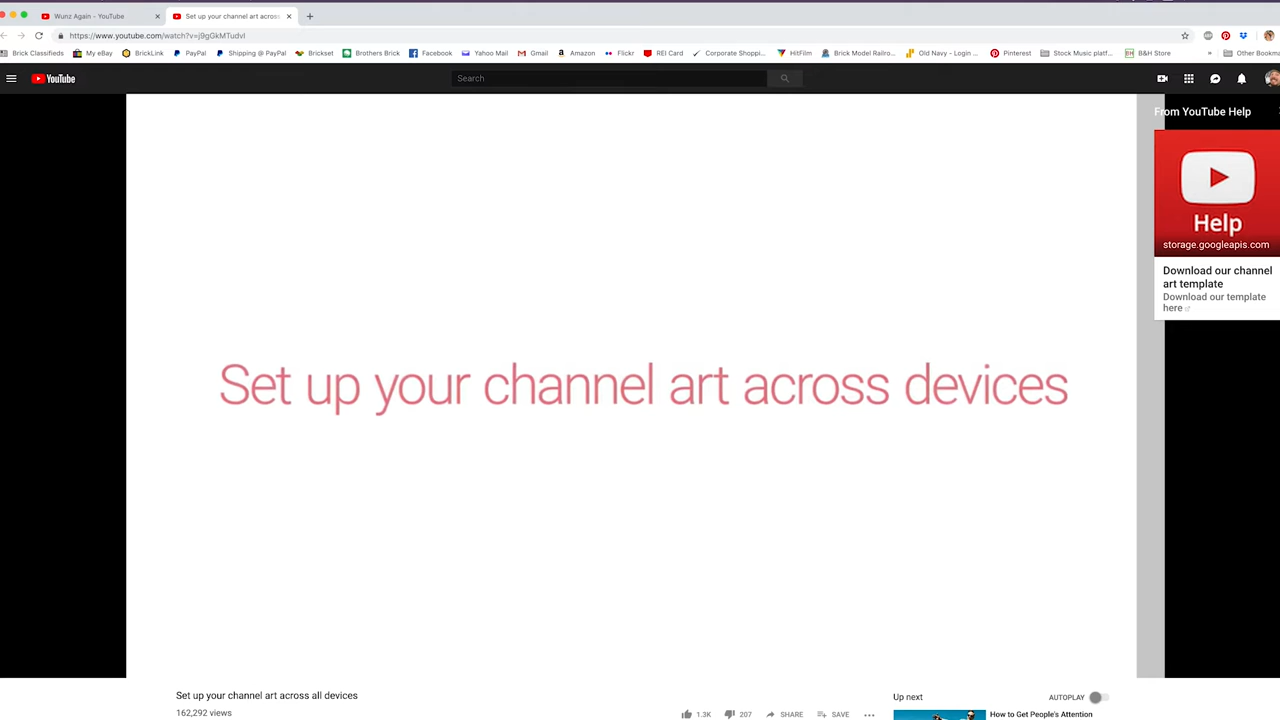 Wunz Again - YouTube
Set up your channel art across
https://www.youtube.com/watch?v=j9gGkMTudvI
Brick Classifieds My eBay BrickLink PayPal Shipping @ PayPal Brickset Brothers Brick Facebook Yahoo Mail Gmail Amazon Flickr REI Card Corporate Shoppi... HitFilm Brick Model Railro... Old Navy - Login ... Pinterest Stock Music platf... B&H Store » Other Bookma
YouTube
Search
From YouTube Help
Help
storage.googleapis.com
Download our channel
art template
Download our template
here
Set up your channel art across devices
Set up your channel art across all devices
162,292 views
1.3K 207 SHARE SAVE
Up next
AUTOPLAY
How to Get People's Attention